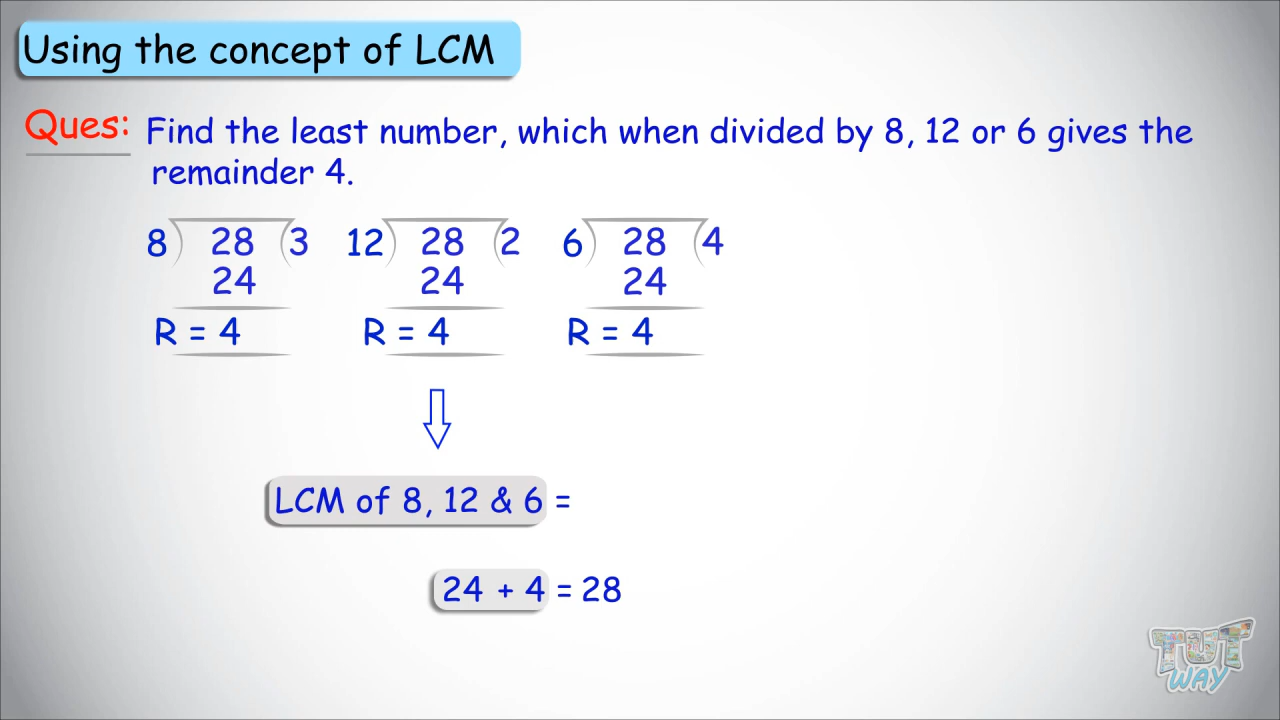 Using the concept of LCM
Ques: Find the least number, which when divided by 8, 12 or 6 gives the
remainder 4.
8 28 3 12 28 2 6 28 4
24 24 24
R = 4 R = 4 R = 4
LCM of 8, 12 & 6 =
24 + 4 = 28
TUT
WAY